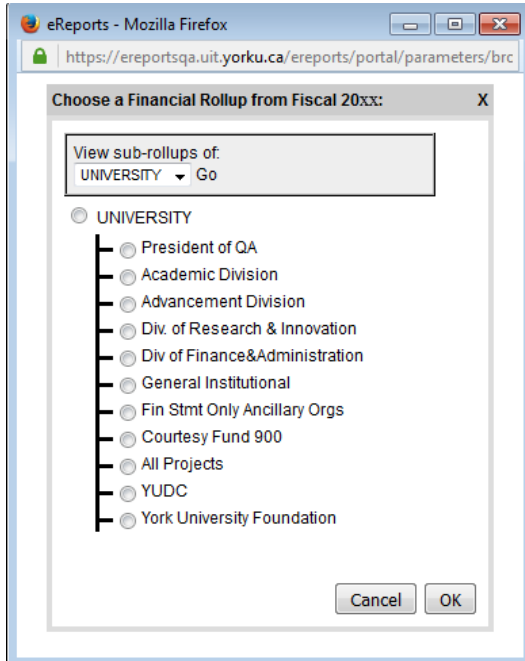 eReports - Mozilla Firefox
https://ereportsqa.uit.yorku.ca/ereports/portal/parameters/brc
Choose a Financial Rollup from Fiscal 20xx: X
View sub-rollups of:
UNIVERSITY Go
UNIVERSITY
President of QA
Academic Division
Advancement Division
Div. of Research & Innovation
Div of Finance&Administration
General Institutional
Fin Stmt Only Ancillary Orgs
Courtesy Fund 900
All Projects
YUDC
York University Foundation
Cancel OK